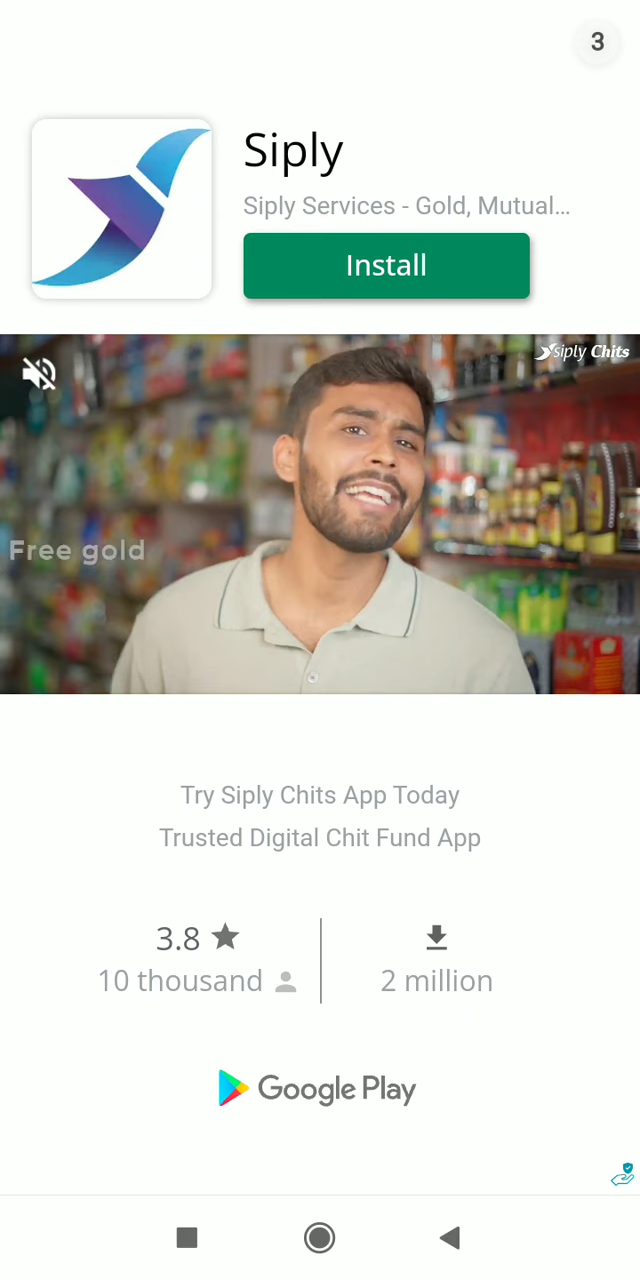 3
Siply
Siply Services - Gold, Mutual...
Install
siply Chits
Free gold
Try Siply Chits App Today
Trusted Digital Chit Fund App
3.8
10 thousand
2 million
Google Play